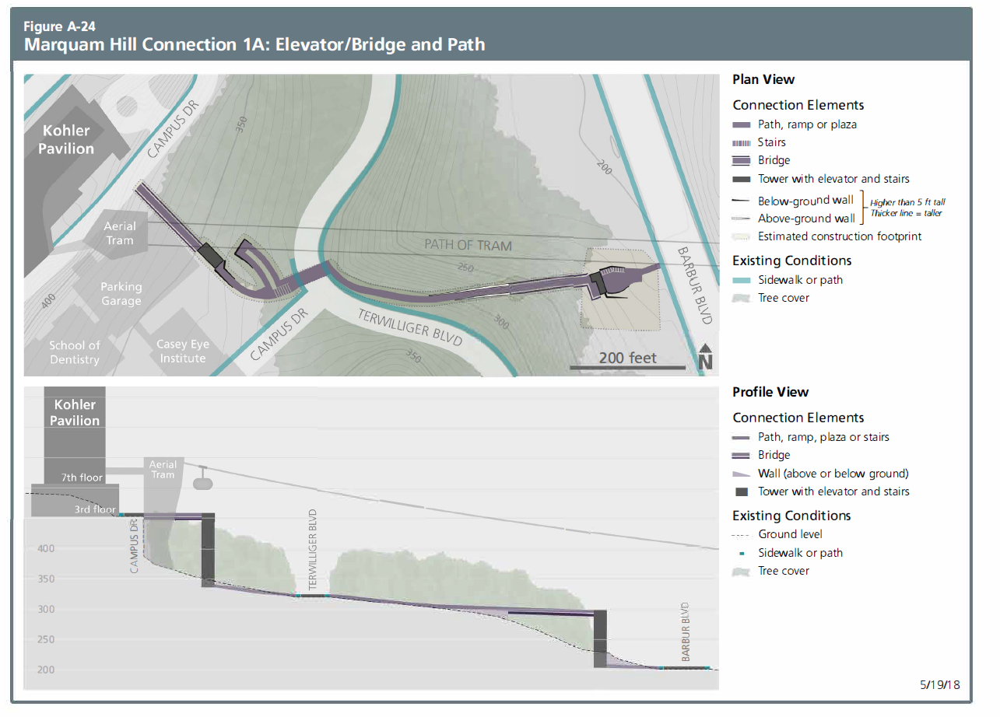 Figure A-24
Marquam Hill Connection 1A: Elevator/Bridge and Path
Kohler
Pavilion
CAMPUS DR
350
200
Aerial
Tram
PATH OF TRAM
250
BARBUR BLVD
Parking
Garage
400
300
CAMPUS DR
TERWILLIGER BLVD
School of
Dentistry
Casey Eye
Institute
350
200 feet
N
Plan View
Connection Elements
Path, ramp or plaza
Stairs
Bridge
Tower with elevator and stairs
Below-ground wall
Above-ground wall
Higher than 5 ft tall
Thicker line = taller
Estimated construction footprint
Existing Conditions
Sidewalk or path
Tree cover
Kohler
Pavilion
7th floor
3rd floor
Aerial
Tram
CAMPUS DR
TERWILLIGER BLVD
BARBUR BLVD
400
350
300
250
200
Profile View
Connection Elements
Path, ramp, plaza or stairs
Bridge
Wall (above or below ground)
Tower with elevator and stairs
Existing Conditions
Ground level
Sidewalk or path
Tree cover
5/19/18